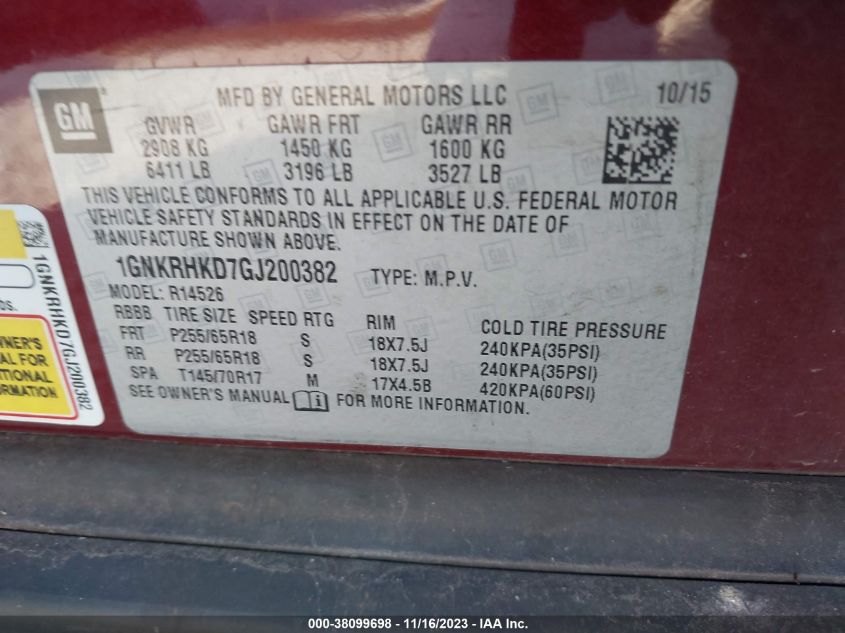 GM
MFD BY GENERAL MOTORS LLC 10/15
GVWR GAWR FRT GAWR RR
2908 KG 1450 KG 1600 KG
6411 LB 3196 LB 3527 LB
THIS VEHICLE CONFORMS TO ALL APPLICABLE U.S. FEDERAL MOTOR
VEHICLE SAFETY STANDARDS IN EFFECT ON THE DATE OF
MANUFACTURE SHOWN ABOVE.
1GNKRHKD7GJ200382 TYPE: M.P.V.
MODEL: R14526
RBBB TIRE SIZE SPEED RTG RIM COLD TIRE PRESSURE
FRT P255/65R18 S 18X7.5J 240KPA(35PSI)
RR P255/65R18 S 18X7.5J 240KPA(35PSI)
SPA T145/70R17 M 17X4.5B 420KPA(60PSI)
SEE OWNER'S MANUAL i FOR MORE INFORMATION.
1GNKRHKD7GJ200382
OWNER'S
FOR
000-38099698 - 11/16/2023 - IAA Inc.